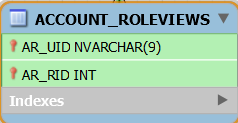 ACCOUNT_ROLEVIEWS
AR_UID NVARCHAR(9)
AR_RID INT
Indexes